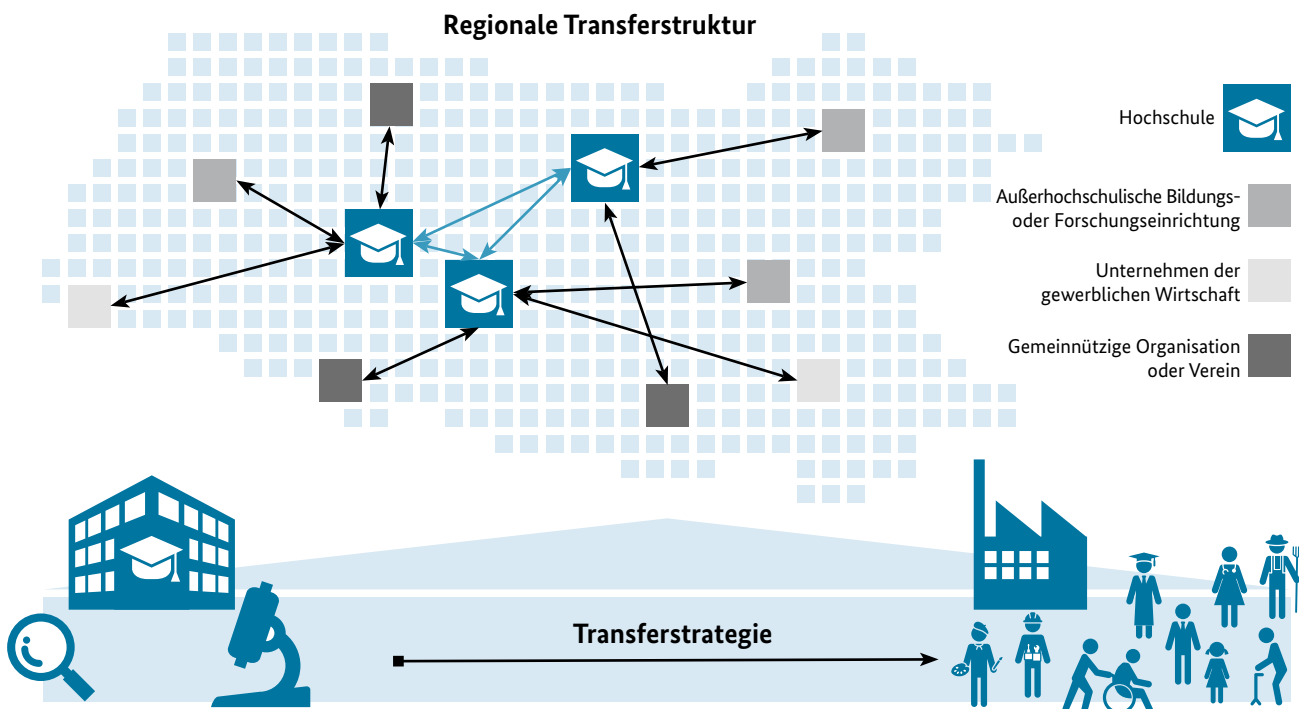 Regionale Transferstruktur
Hochschule
Außerhochschulische Bildungs-
oder Forschungseinrichtung
Unternehmen der
gewerblichen Wirtschaft
Gemeinnützige Organisation
oder Verein
Transferstrategie